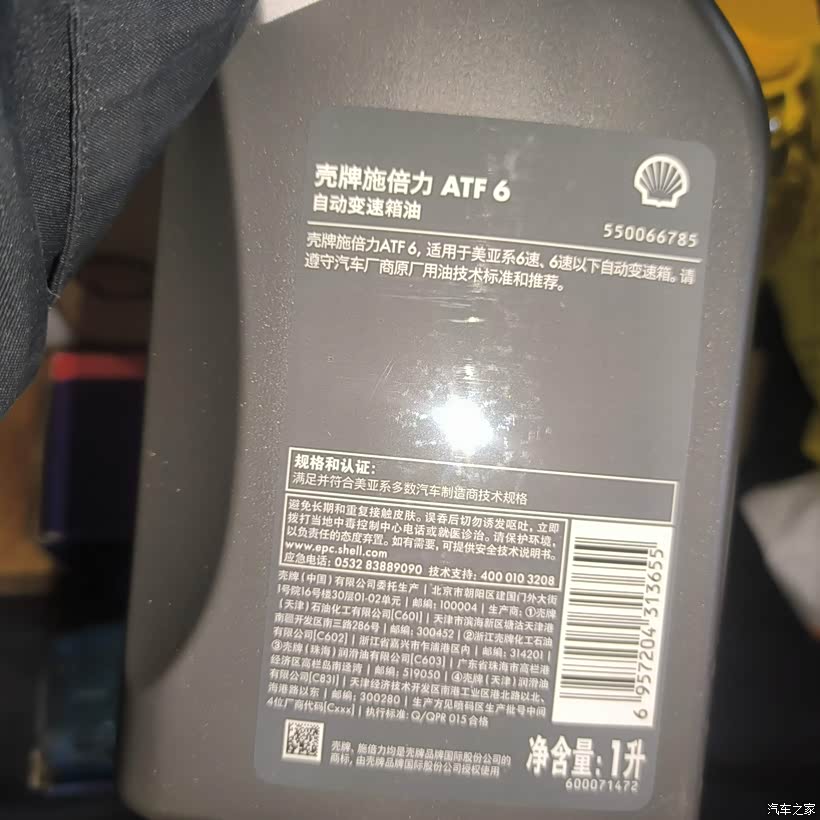 壳牌施倍力 ATF 6
自动变速箱油
550066785
壳牌施倍力ATF 6, 适用于美亚系6速、6速以下自动变速箱。请
遵守汽车厂商原厂用油技术标准和推荐。
规格和认证:
满足并符合美亚系多数汽车制造商技术规格
避免长期和重复接触皮肤。误吞后切勿诱发呕吐, 立即
拨打当地中毒控制中心电话或就医诊治。请保护环境,
以负责任的态度弃置。如有需要, 可提供安全技术说明书。
www.epc.shell.com
应急电话: 0532 83889090 技术支持: 400 010 3208
壳牌 (中国) 有限公司委托生产 | 北京市朝阳区建国门外大街
1号院16号楼30层01-02单元 | 邮编: 100004 | 生产商: ①壳牌
(天津) 石油化工有限公司[C601] | 天津市滨海新区塘沽天津港
南疆开发区南三路286号 | 邮编: 300452 | ②浙江壳牌化工石油
有限公司[C602] | 浙江省嘉兴市乍浦港区内 | 邮编: 314201 |
③壳牌 (珠海) 润滑油有限公司[C603] | 广东省珠海市高栏港
经济区高栏岛南迳湾 | 邮编: 519050 | ④壳牌 (天津) 润滑油
有限公司[C831] | 天津经济技术开发区南港工业区港北路以北、
海港路以东 | 邮编: 300280 | 生产方见喷码区生产批号中间
4位厂商代码[Cxxx] | 执行标准: Q/QPR 015 合格
6 957204 313655
壳牌、施倍力均是壳牌品牌国际股份公司的
商标, 由壳牌品牌国际股份公司授权使用
净含量: 1升
600071472
汽车之家